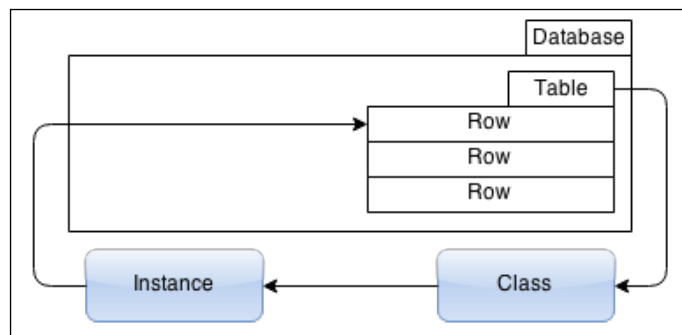 Database
Table
Row
Row
Row
Instance
Class